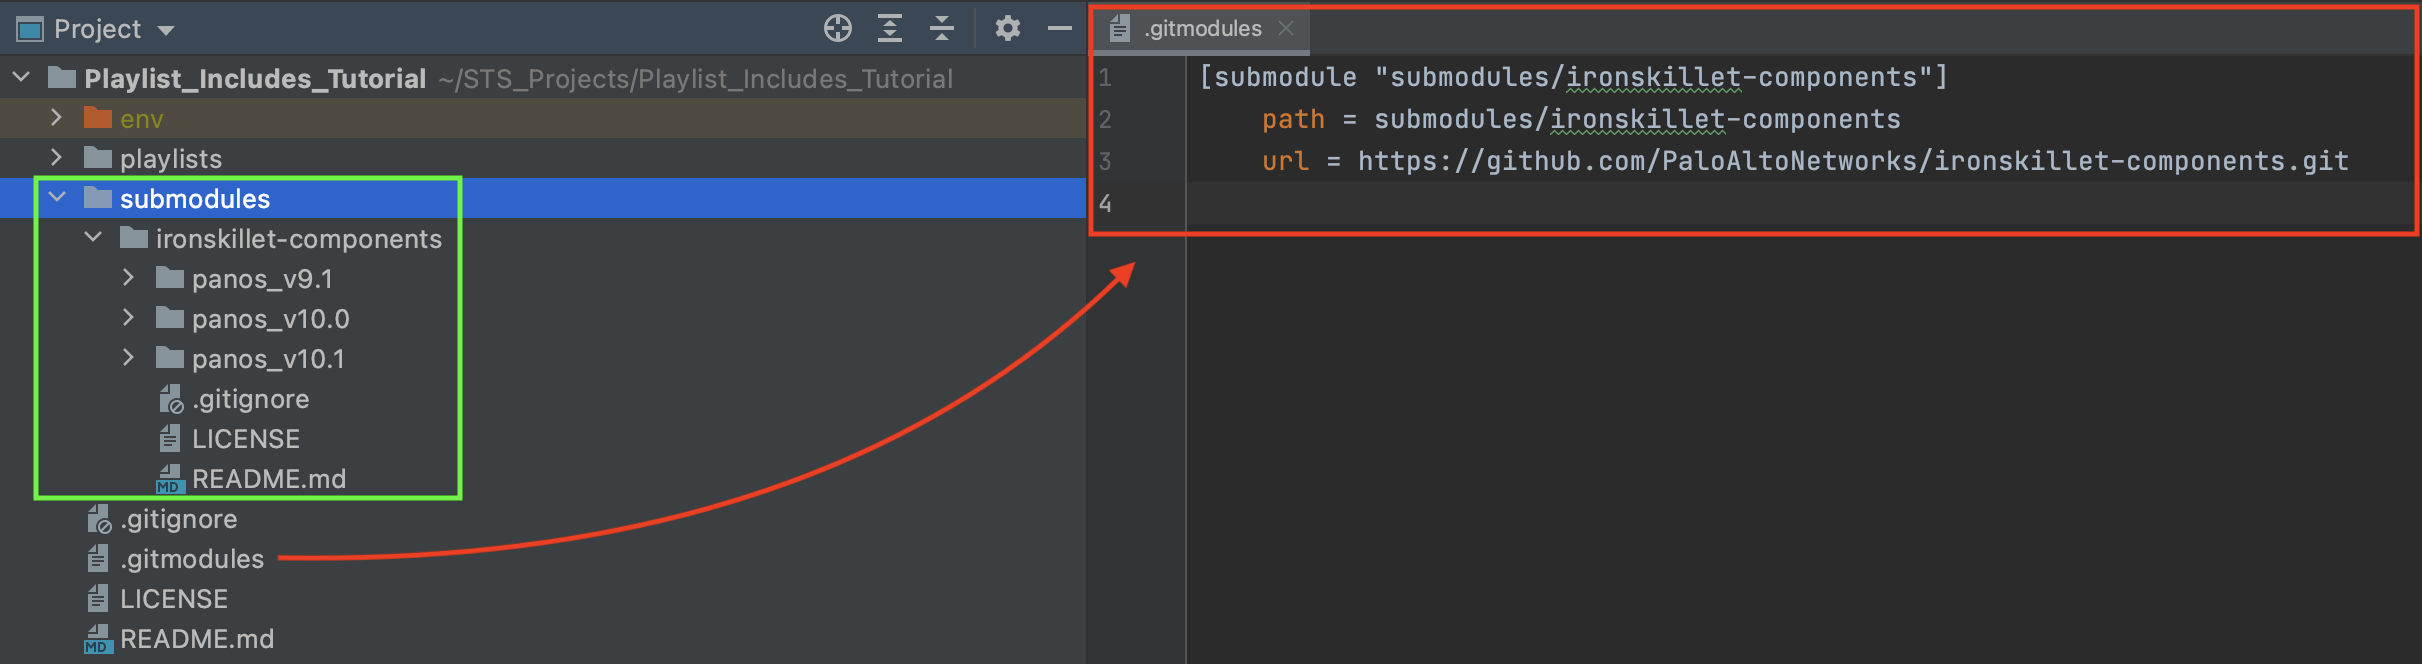 Project
Playlist_Includes_Tutorial ~/STS_Projects/Playlist_Includes_Tutorial
env
playlists
submodules
ironskillet-components
panos_v9.1
panos_v10.0
panos_v10.1
.gitignore
LICENSE
MD README.md
.gitignore
.gitmodules
LICENSE
MD README.md
.gitmodules
1 [submodule "submodules/ironskillet-components"]
2 path = submodules/ironskillet-components
3 url = https://github.com/PaloAltoNetworks/ironskillet-components.git
4